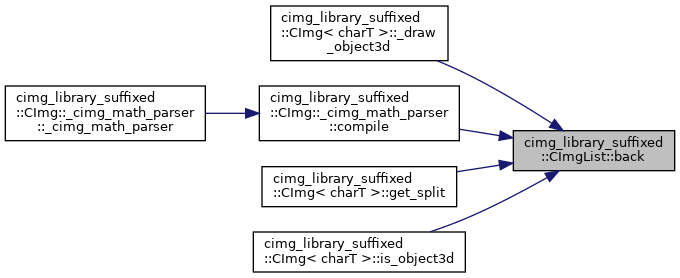 cimg_library_suffixed
::CImg< charT >::_draw
_object3d
cimg_library_suffixed
::CImg::_cimg_math_parser
::_cimg_math_parser
cimg_library_suffixed
::CImg::_cimg_math_parser
::compile
cimg_library_suffixed
::CImgList::back
cimg_library_suffixed
::CImg< charT >::get_split
cimg_library_suffixed
::CImg< charT >::is_object3d